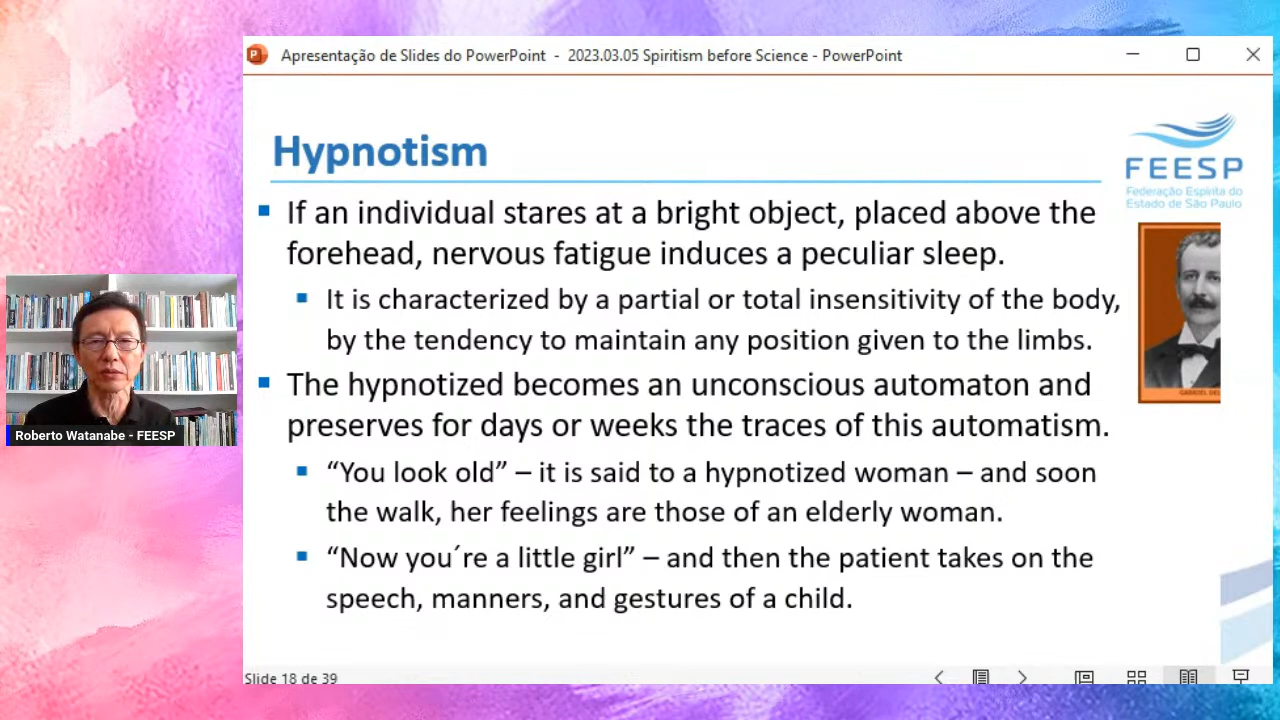 Apresentação de Slides do PowerPoint - 2023.03.05 Spiritism before Science - PowerPoint
Hypnotism
FEESP
Federação Espírita do
Estado de São Paulo
If an individual stares at a bright object, placed above the
forehead, nervous fatigue induces a peculiar sleep.
It is characterized by a partial or total insensitivity of the body,
by the tendency to maintain any position given to the limbs.
The hypnotized becomes an unconscious automaton and
preserves for days or weeks the traces of this automatism.
“You look old” – it is said to a hypnotized woman – and soon
the walk, her feelings are those of an elderly woman.
“Now you´re a little girl” – and then the patient takes on the
speech, manners, and gestures of a child.
GABRIEL DE
Roberto Watanabe - FEESP
Slide 18 de 39